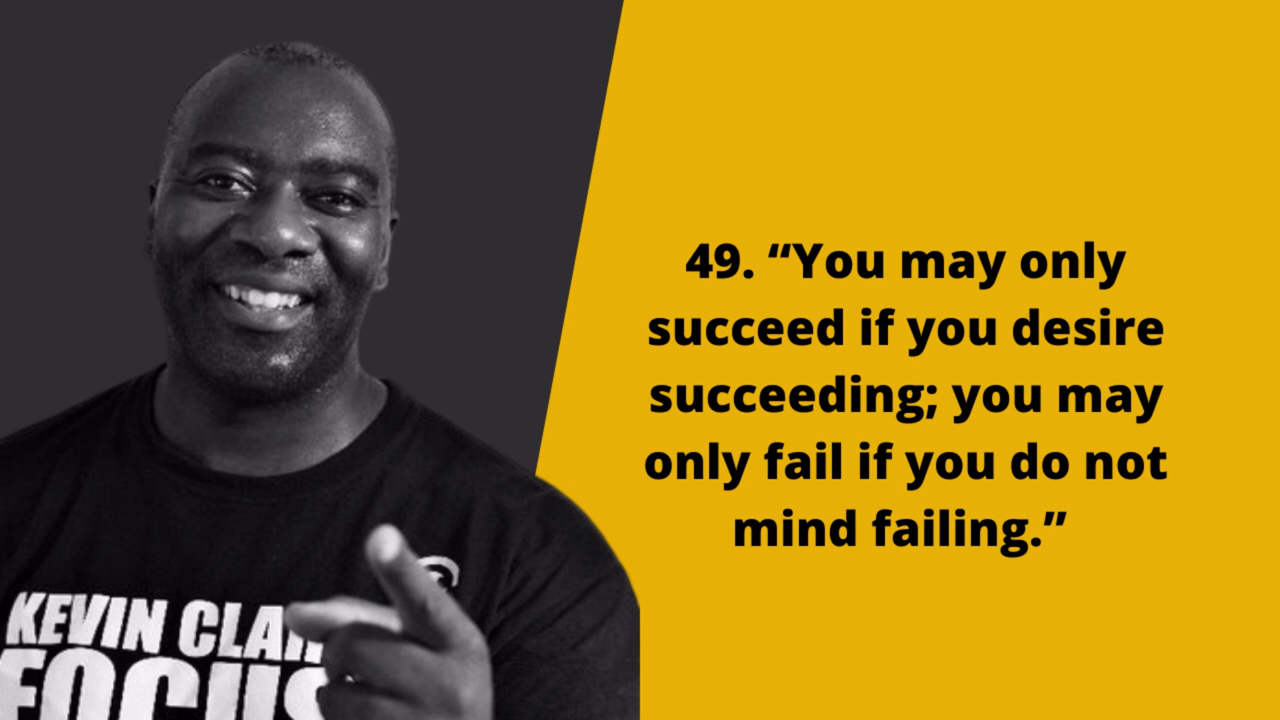 49. “You may only
succeed if you desire
succeeding; you may
only fail if you do not
mind failing.”
KEVIN
FOCUS